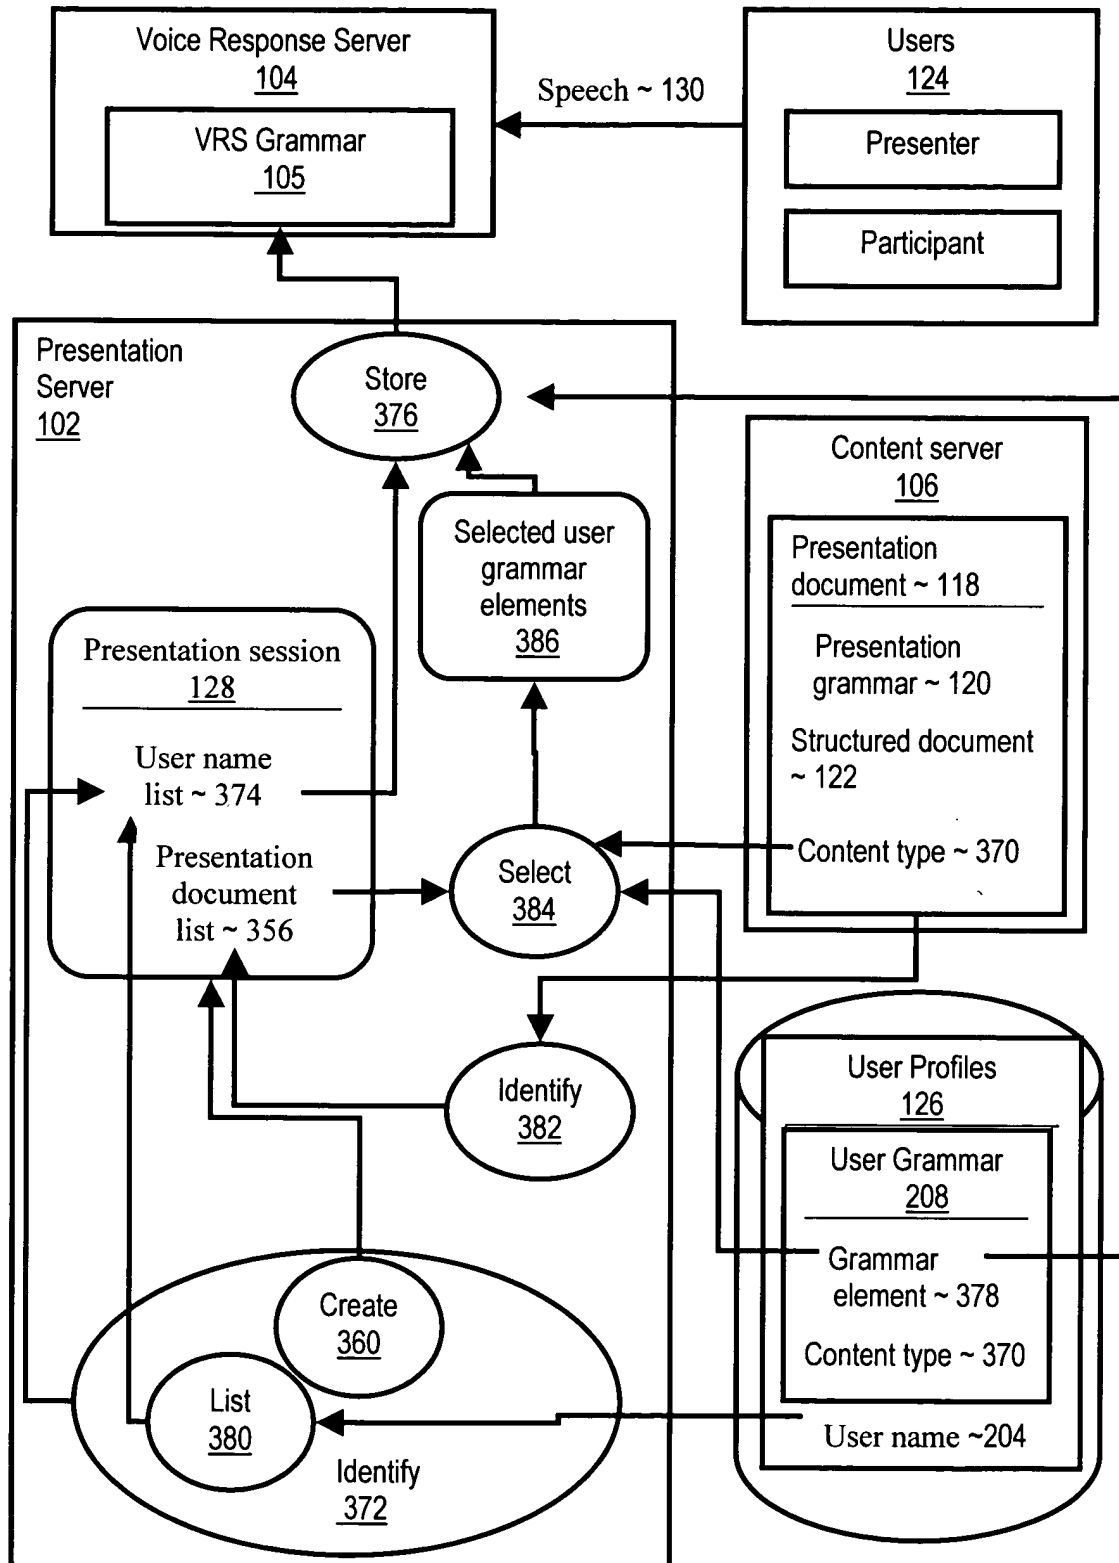 Voice Response Server
104
VRS Grammar
105
Speech ~ 130
Users
124
Presenter
Participant
Presentation
Server
102
Store
376
Selected user
grammar
elements
386
Content server
106
Presentation
document ~ 118
Presentation
grammar ~ 120
Structured document
~ 122
Content type ~ 370
Presentation session
128
User name
list ~ 374
Presentation
document
list ~ 356
Select
384
Identify
382
User Profiles
126
User Grammar
208
Grammar
element ~ 378
Content type ~ 370
User name ~204
Create
360
List
380
Identify
372